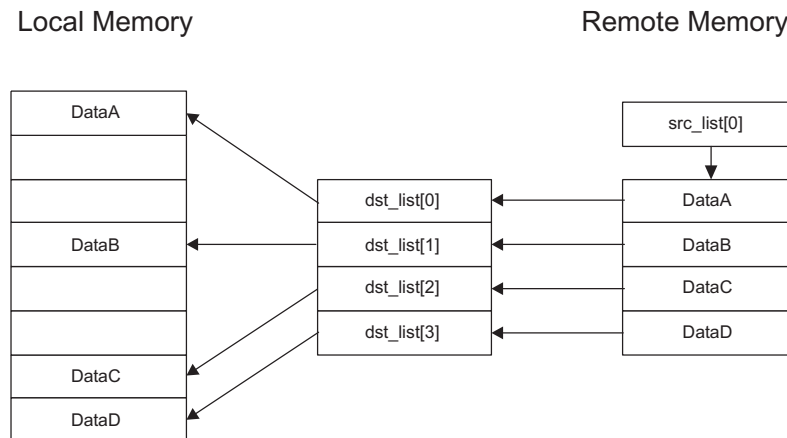 Local Memory
Remote Memory
DataA
src_list[0]
dst_list[0]
DataA
DataB
dst_list[1]
DataB
dst_list[2]
DataC
dst_list[3]
DataD
DataC
DataD